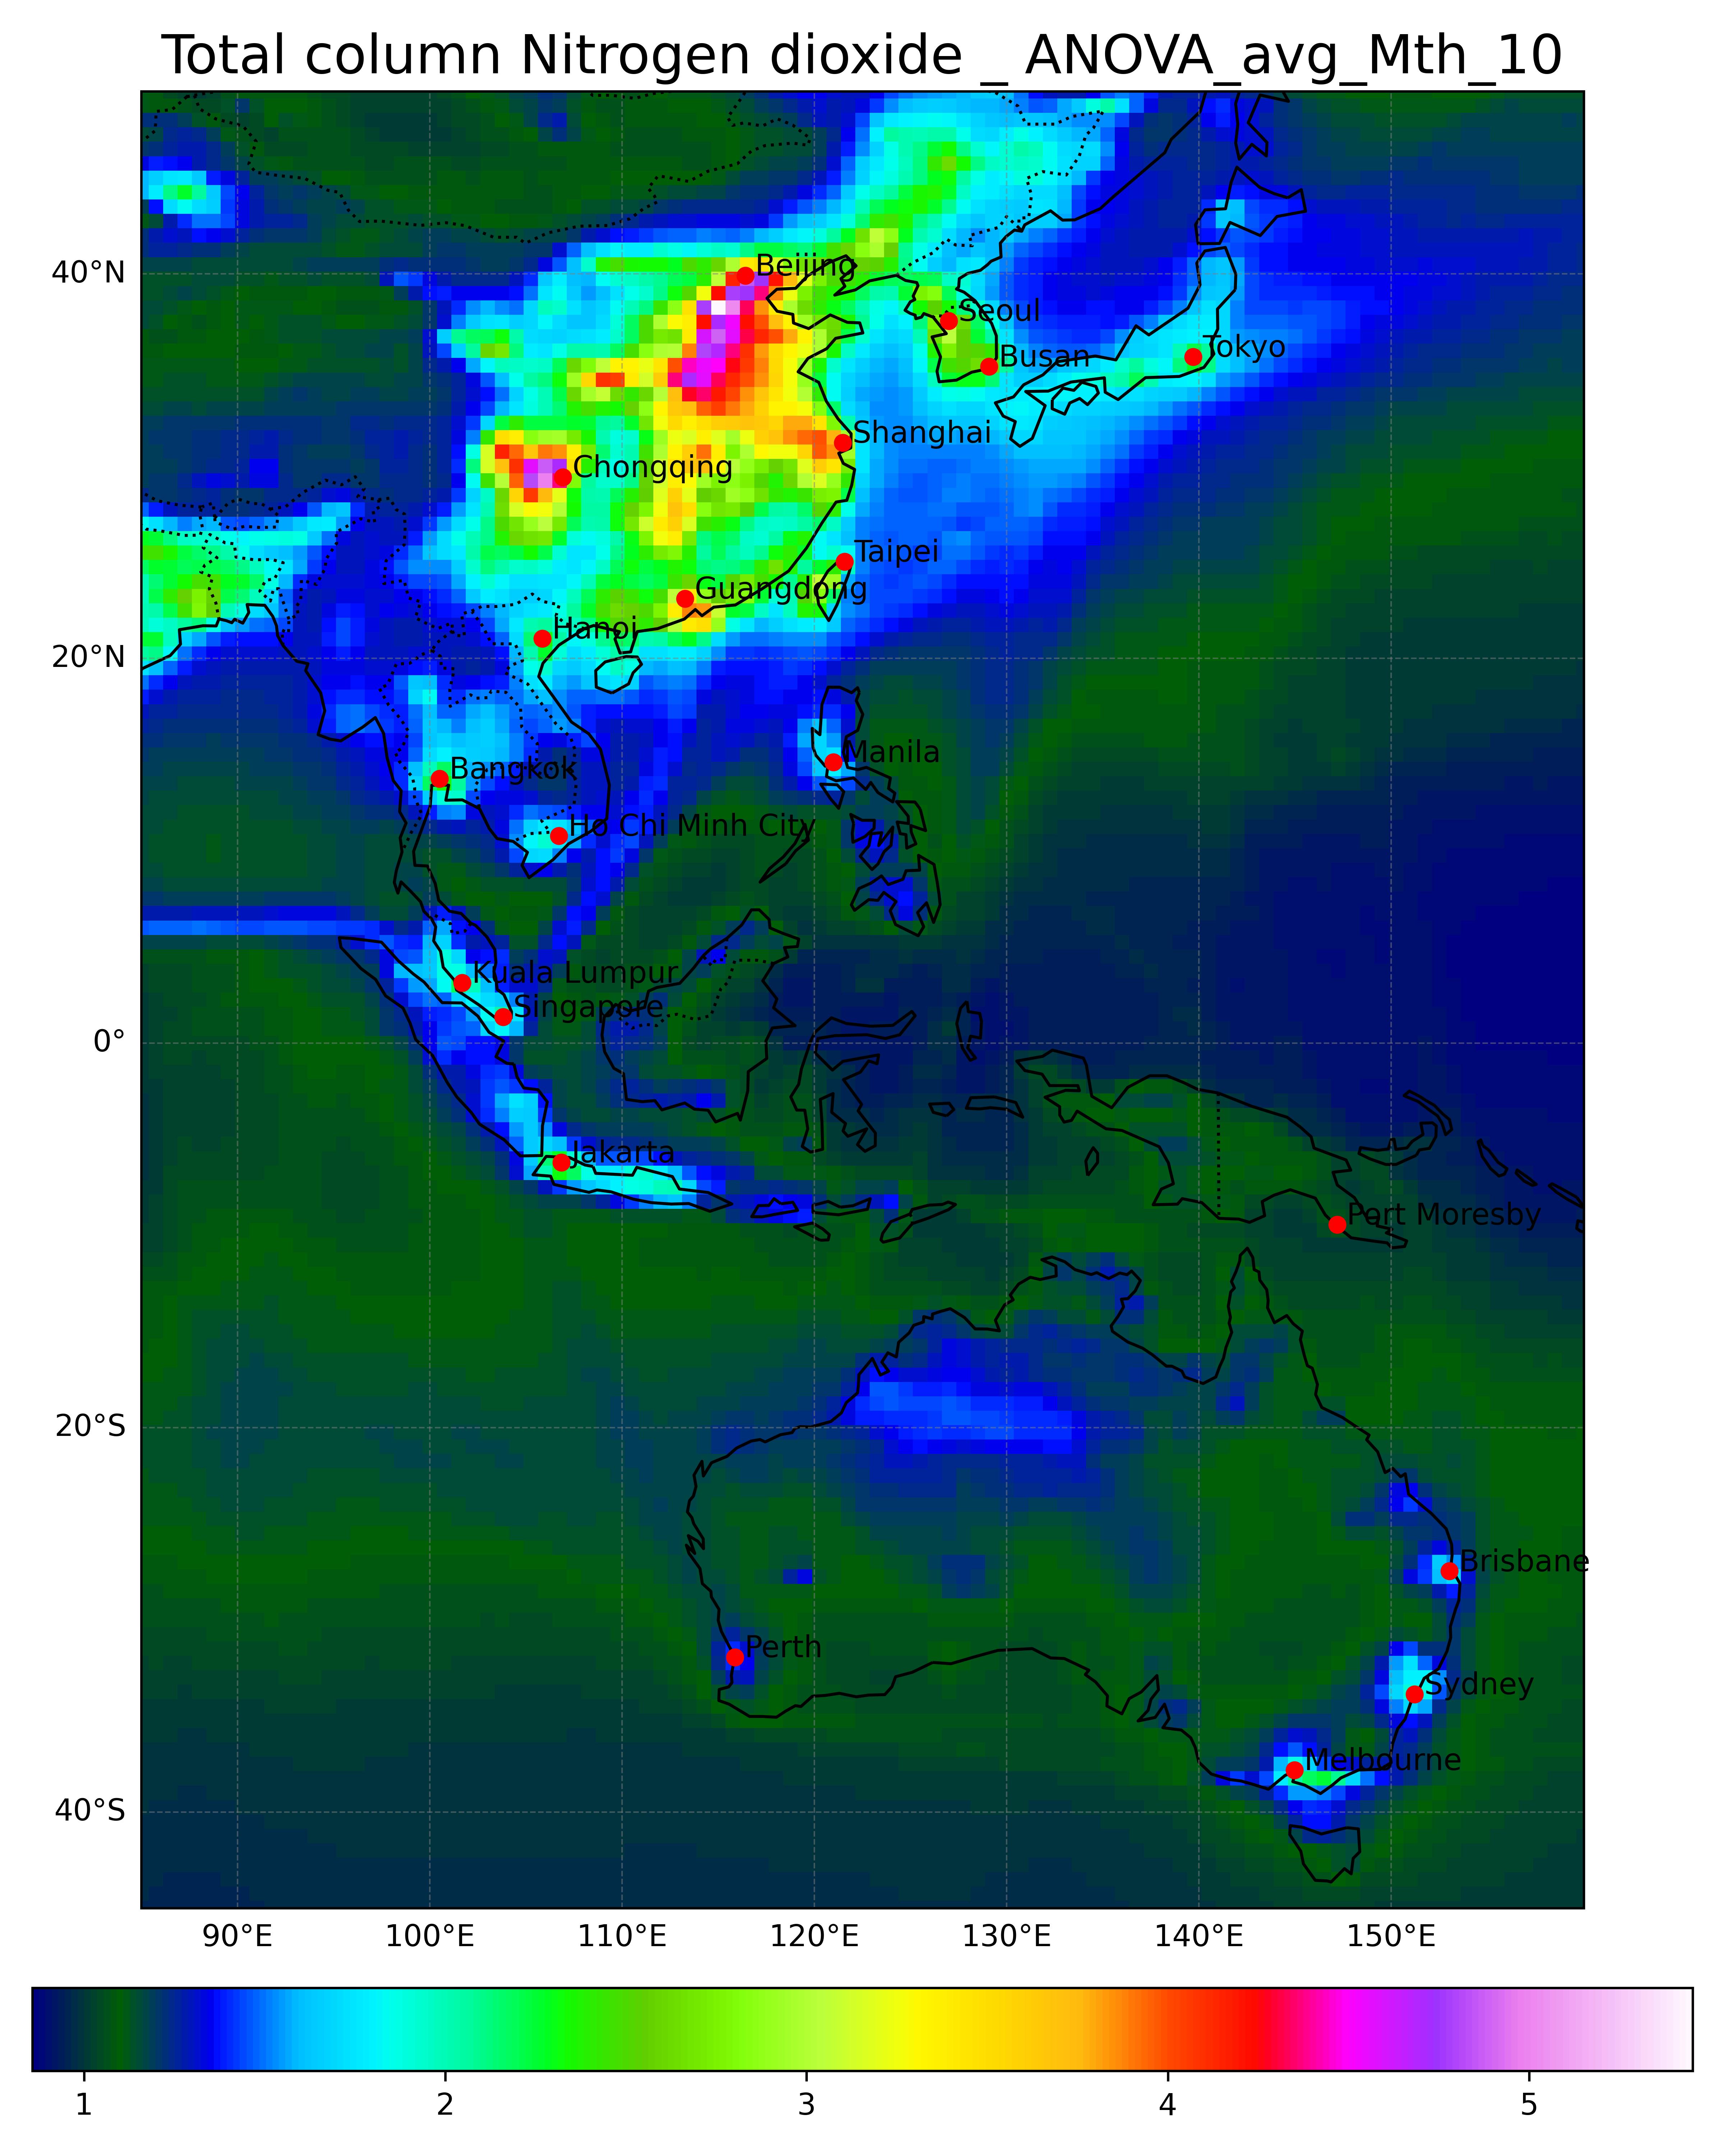 Total column Nitrogen dioxide _ ANOVA_avg_Mth_10
40°N
Beijing
Seoul
Tokyo
Busan
Shanghai
Chongqing
Taipei
Guangdong
Hanoi
20°N
Manila
Bangkok
Ho Chi Minh City
Kuala Lumpur
Singapore
0°
Jakarta
Port Moresby
20°S
Brisbane
Perth
Sydney
Melbourne
40°S
90°E 100°E 110°E 120°E 130°E 140°E 150°E
1 2 3 4 5